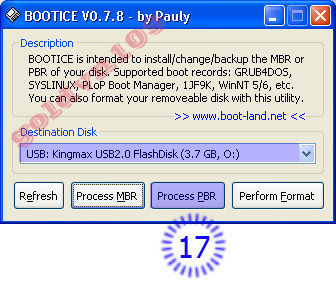 BOOTICE V0.7.8 - by Pauly
Description
BOOTICE is intended to install/change/backup the MBR or
PBR of your disk. Supported boot records: GRUB4DOS,
SYSLINUX, PLoP Boot Manager, 1JF9K, WinNT 5/6, etc.
You can also format your removeable disk with this utility.
>> www.boot-land.net <<
Destination Disk
USB: Kingmax USB2.0 FlashDisk (3.7 GB, O:)
Refresh
Process MBR
Process PBR
Perform Format
17